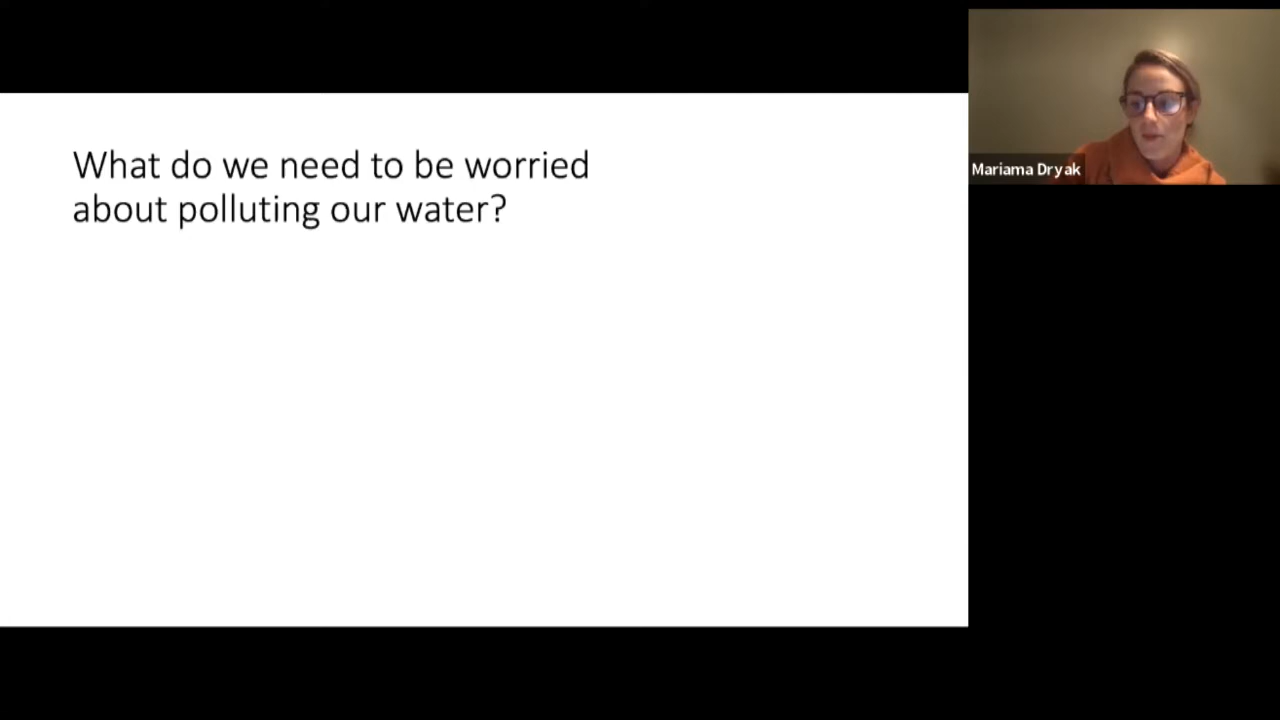 What do we need to be worried
about polluting our water?
Mariama Dryak